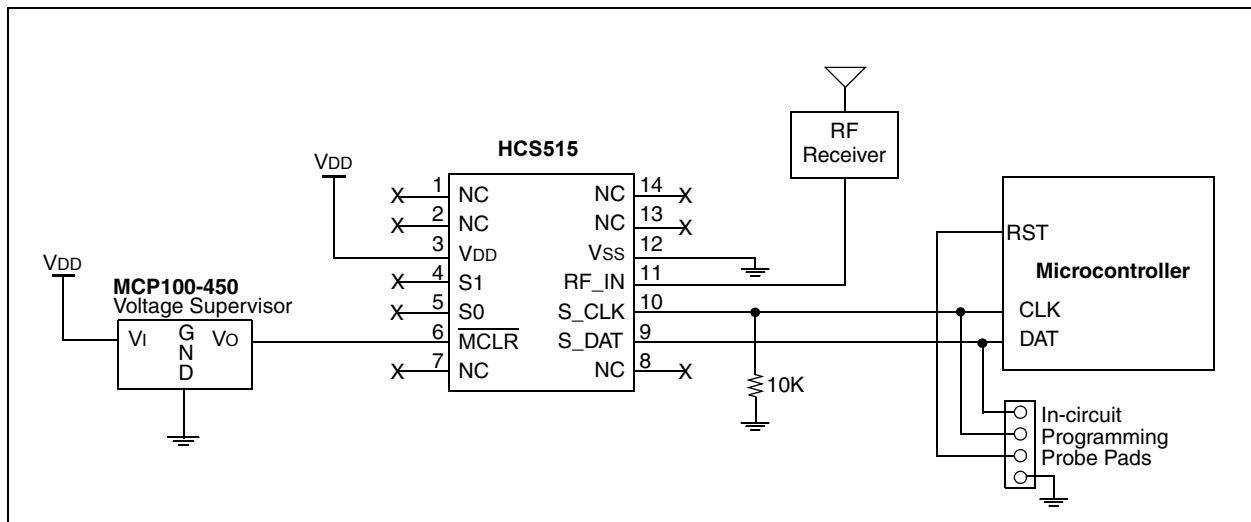 RF
Receiver
HCS515
VDD
1 NC
2 NC
3 VDD
4 S1
5 S0
6 MCLR
7 NC
NC 14
NC 13
VSS 12
RF_IN 11
S_CLK 10
S_DAT 9
NC 8
X
X
X
X
X
X
X
X
VDD
MCP100-450
Voltage Supervisor
VI
G
N
D
VO
10K
RST
Microcontroller
CLK
DAT
In-circuit
Programming
Probe Pads